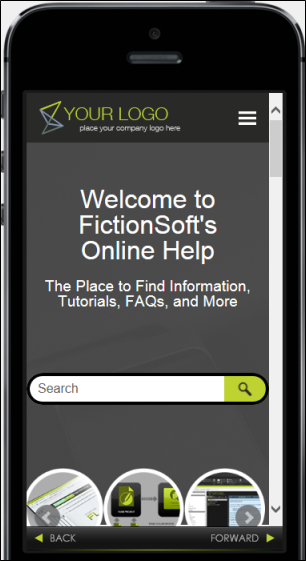 YOUR LOGO
place your company logo here
Welcome to
FictionSoft's
Online Help
The Place to Find Information,
Tutorials, FAQs, and More
Search
BACK
FORWARD